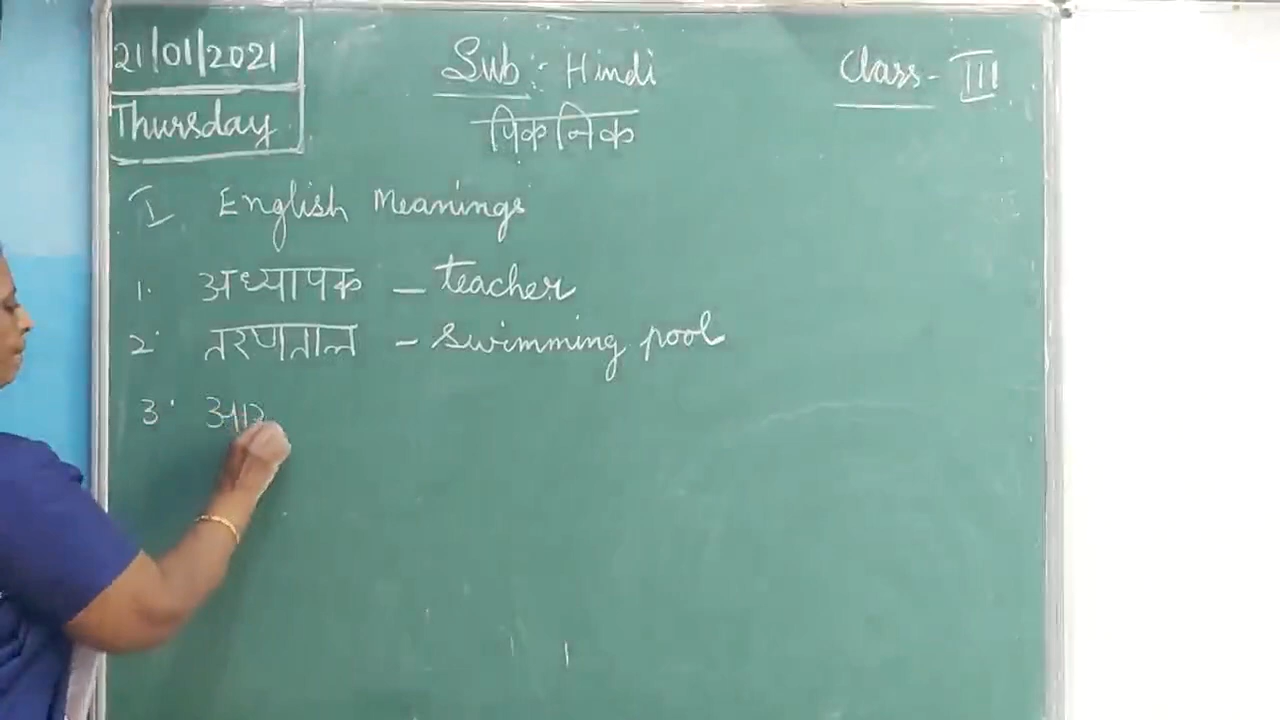 21/01/2021
Thursday
Sub:- Hindi
Class - III
पिकनिक
I English Meanings
1. अध्यापक – teacher
2. तरणताल – swimming pool
3.